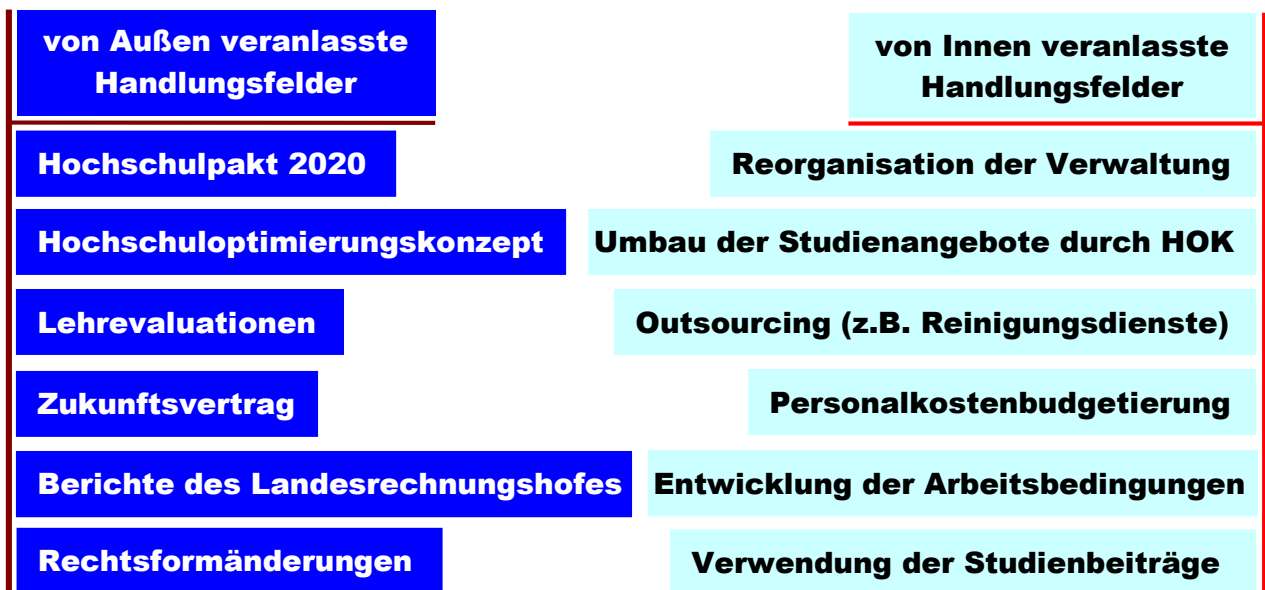 von Außen veranlasste
Handlungsfelder
Hochschulpakt 2020
Hochschuloptimierungskonzept
Lehrevaluationen
Zukunftsvertrag
Berichte des Landesrechnungshofes
Rechtsformänderungen
von Innen veranlasste
Handlungsfelder
Reorganisation der Verwaltung
Umbau der Studienangebote durch HOK
Outsourcing (z.B. Reinigungsdienste)
Personalkostenbudgetierung
Entwicklung der Arbeitsbedingungen
Verwendung der Studienbeiträge